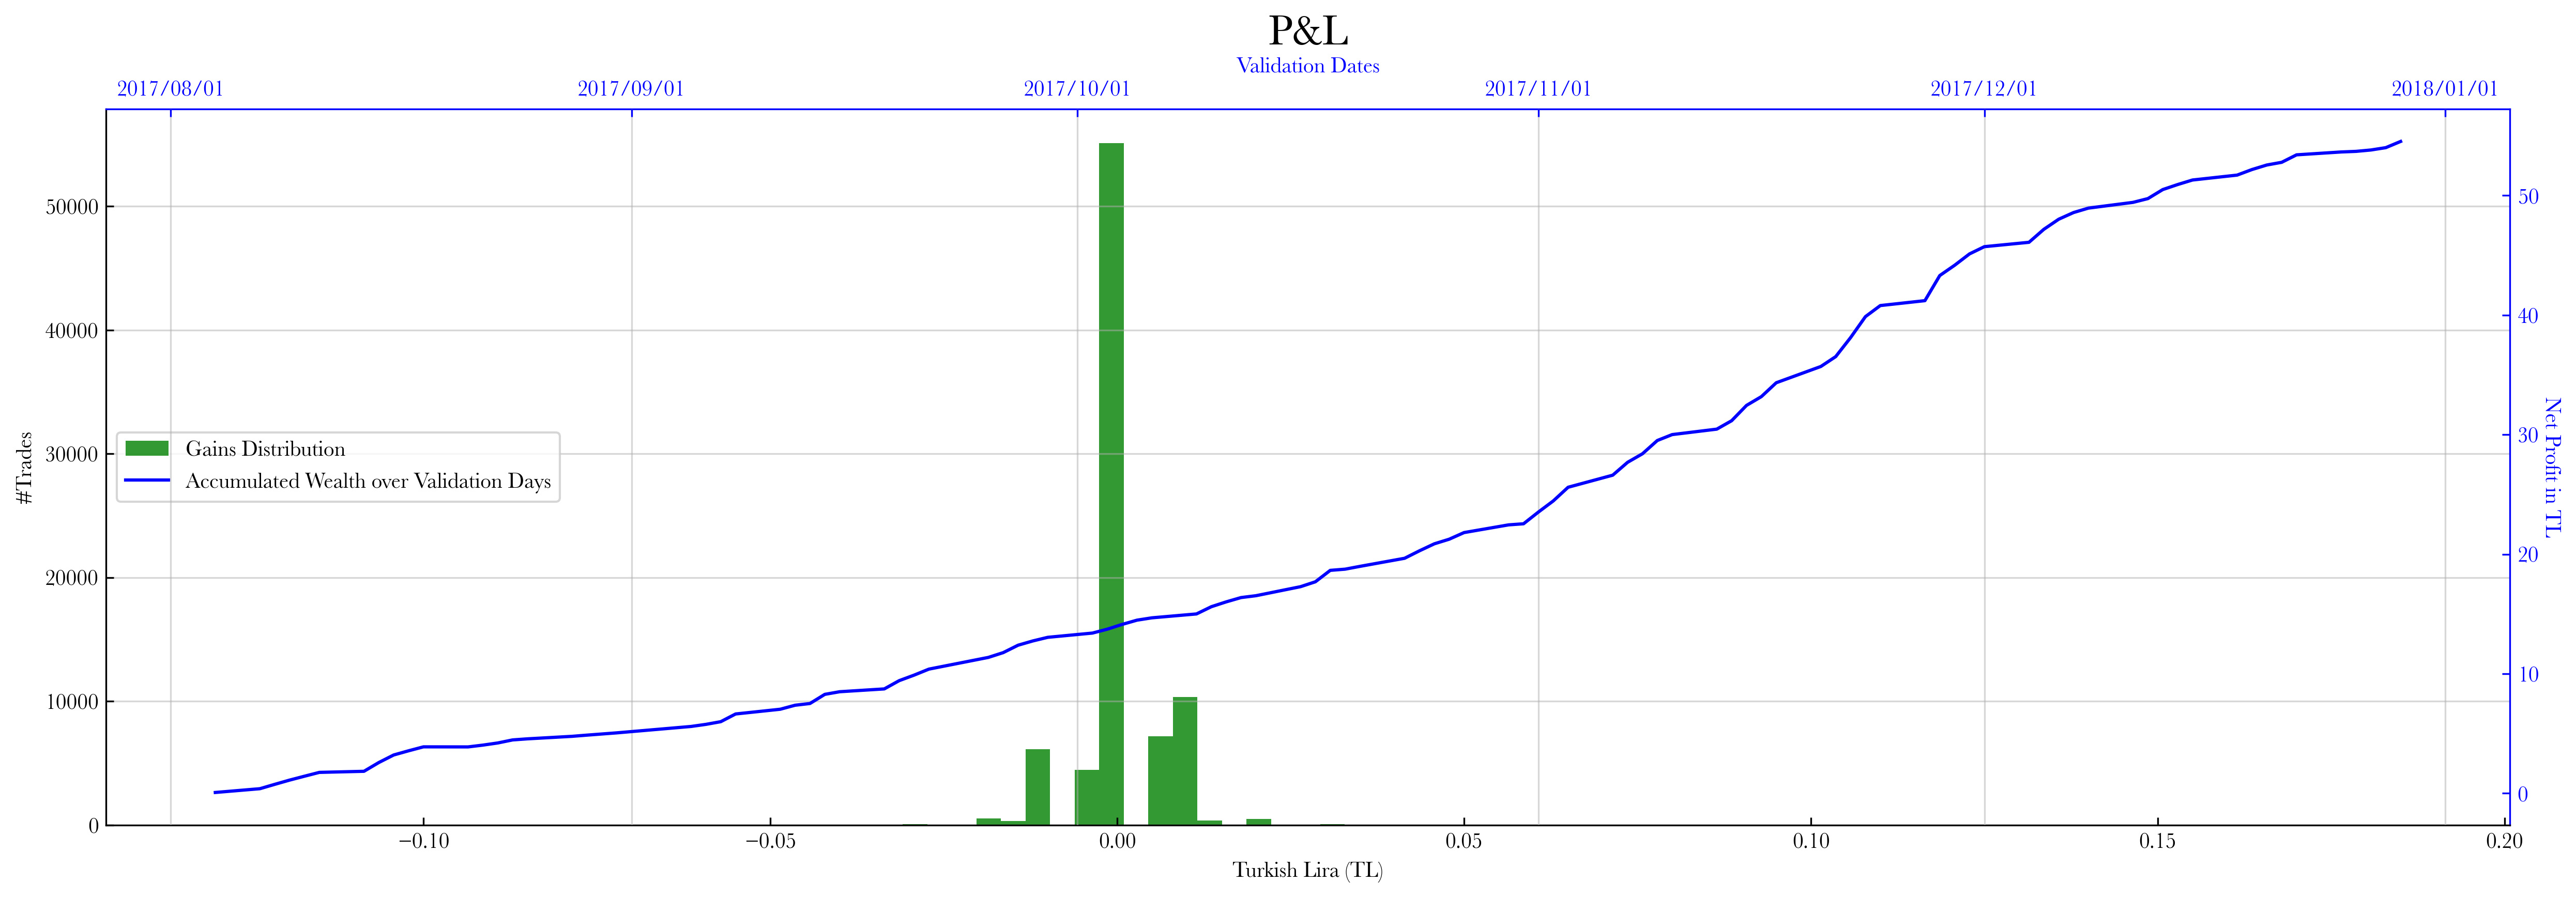 P&L
Validation Dates
2017/08/01 2017/09/01 2017/10/01 2017/11/01 2017/12/01 2018/01/01
50000
40000
30000
20000
10000
0
#Trades
Gains Distribution
Accumulated Wealth over Validation Days
50
40
30
20
10
0
Net Profit in TL
−0.10 −0.05 0.00 0.05 0.10 0.15 0.20
Turkish Lira (TL)